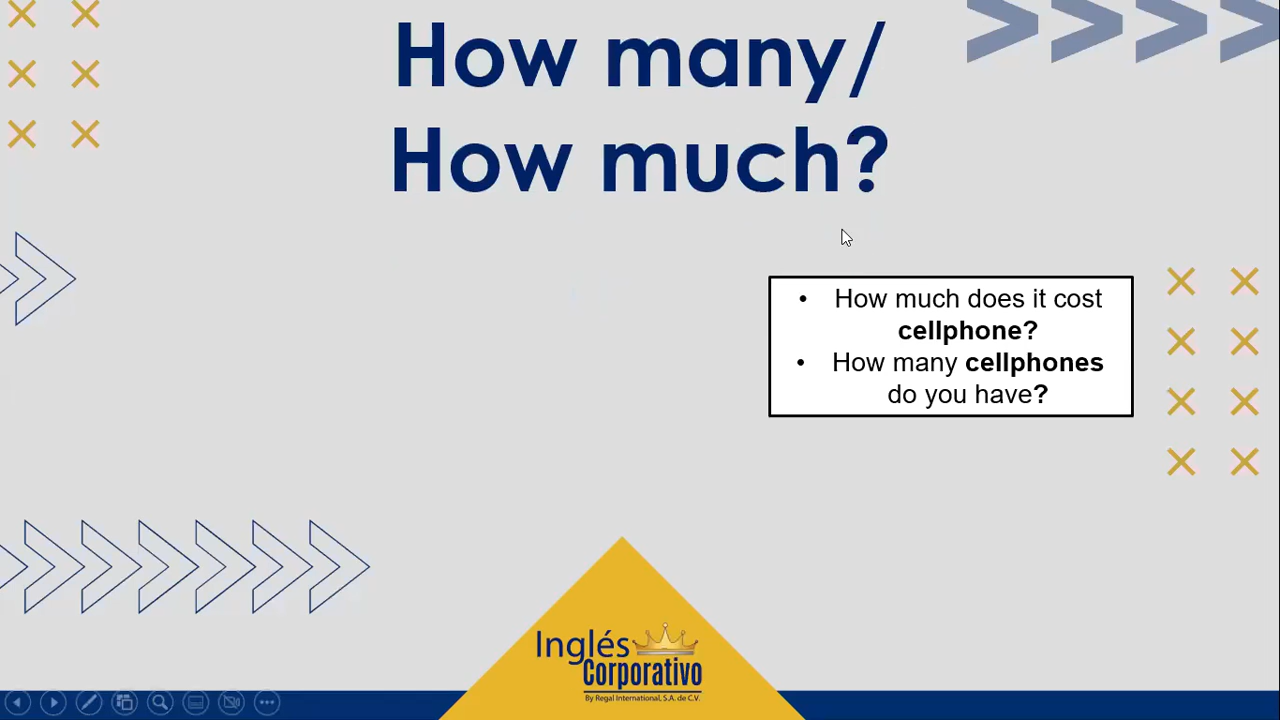 How many/
How much?
• How much does it cost
cellphone?
• How many cellphones
do you have?
Inglés
Corporativo
By Regal International, S.A. de C.V.